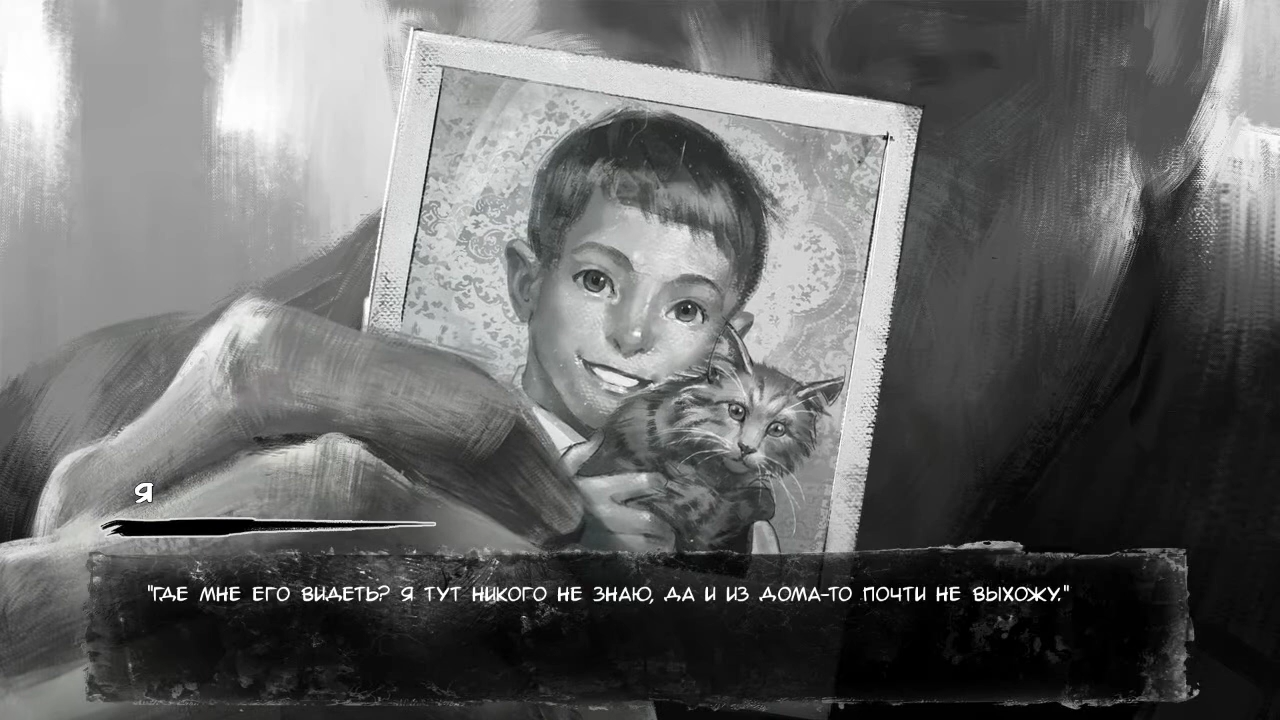 Я
"ГДЕ МНЕ ЕГО ВИДЕТЬ? Я ТУТ НИКОГО НЕ ЗНАЮ, ДА И ИЗ ДОМА-ТО ПОЧТИ НЕ ВЫХОЖУ."